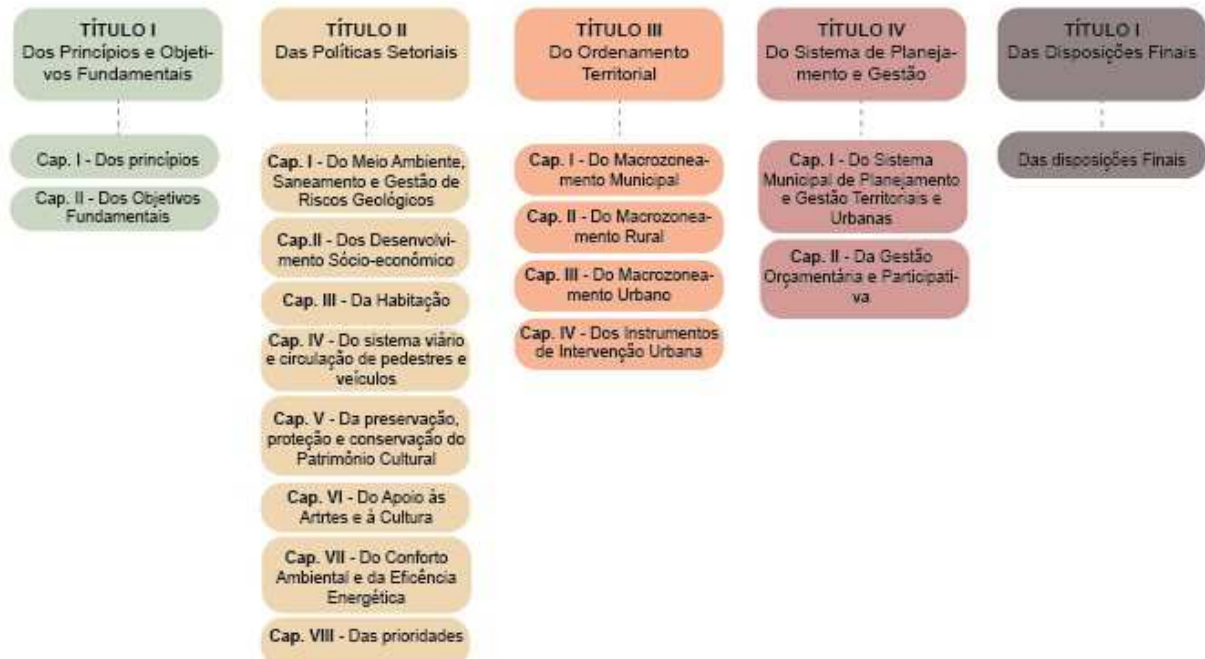 TÍTULO I
Dos Princípios e Objeti-
vos Fundamentais
Cap. I - Dos princípios
Cap. II - Dos Objetivos
Fundamentais
TÍTULO II
Das Políticas Setoriais
Cap. I - Do Meio Ambiente,
Saneamento e Gestão de
Riscos Geológicos
Cap.II - Dos Desenvolvi-
mento Sócio-econômico
Cap. III - Da Habitação
Cap. IV - Do sistema viário
e circulação de pedestres e
veículos
Cap. V - Da preservação,
proteção e conservação do
Patrimônio Cultural
Cap. VI - Do Apoio às
Artrtes e à Cultura
Cap. VII - Do Conforto
Ambiental e da Eficência
Energética
Cap. VIII - Das prioridades
TÍTULO III
Do Ordenamento
Territorial
Cap. I - Do Macrozonea-
mento Municipal
Cap. II - Do Macrozonea-
mento Rural
Cap. III - Do Macrozonea-
mento Urbano
Cap. IV - Dos Instrumentos
de Intervenção Urbana
TÍTULO IV
Do Sistema de Planeja-
mento e Gestão
Cap. I - Do Sistema
Municipal de Planejamento
e Gestão Territoriais e
Urbanas
Cap. II - Da Gestão
Orçamentária e Participati-
va
TÍTULO I
Das Disposições Finais
Das disposições Finais